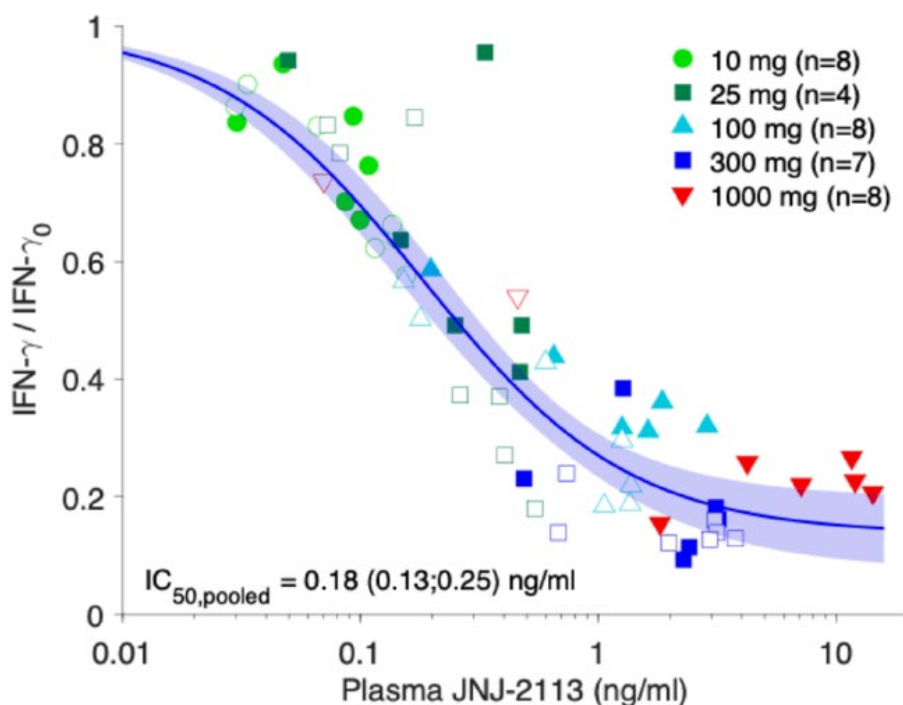 1
10 mg (n=8)
25 mg (n=4)
0.8
100 mg (n=8)
300 mg (n=7)
1000 mg (n=8)
0.6
IFN-γ / IFN-γ0
0.4
0.2
IC50,pooled = 0.18 (0.13;0.25) ng/ml
0
0.01
0.1
1
10
Plasma JNJ-2113 (ng/ml)